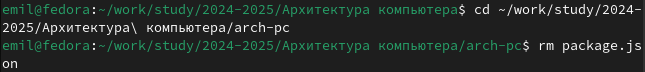 emil@fedora:~/work/study/2024-2025/Архитектура компьютера$ cd ~/work/study/2024-
2025/Архитектура\ компьютера/arch-pc
emil@fedora:~/work/study/2024-2025/Архитектура компьютера/arch-pc$ rm package.js
on